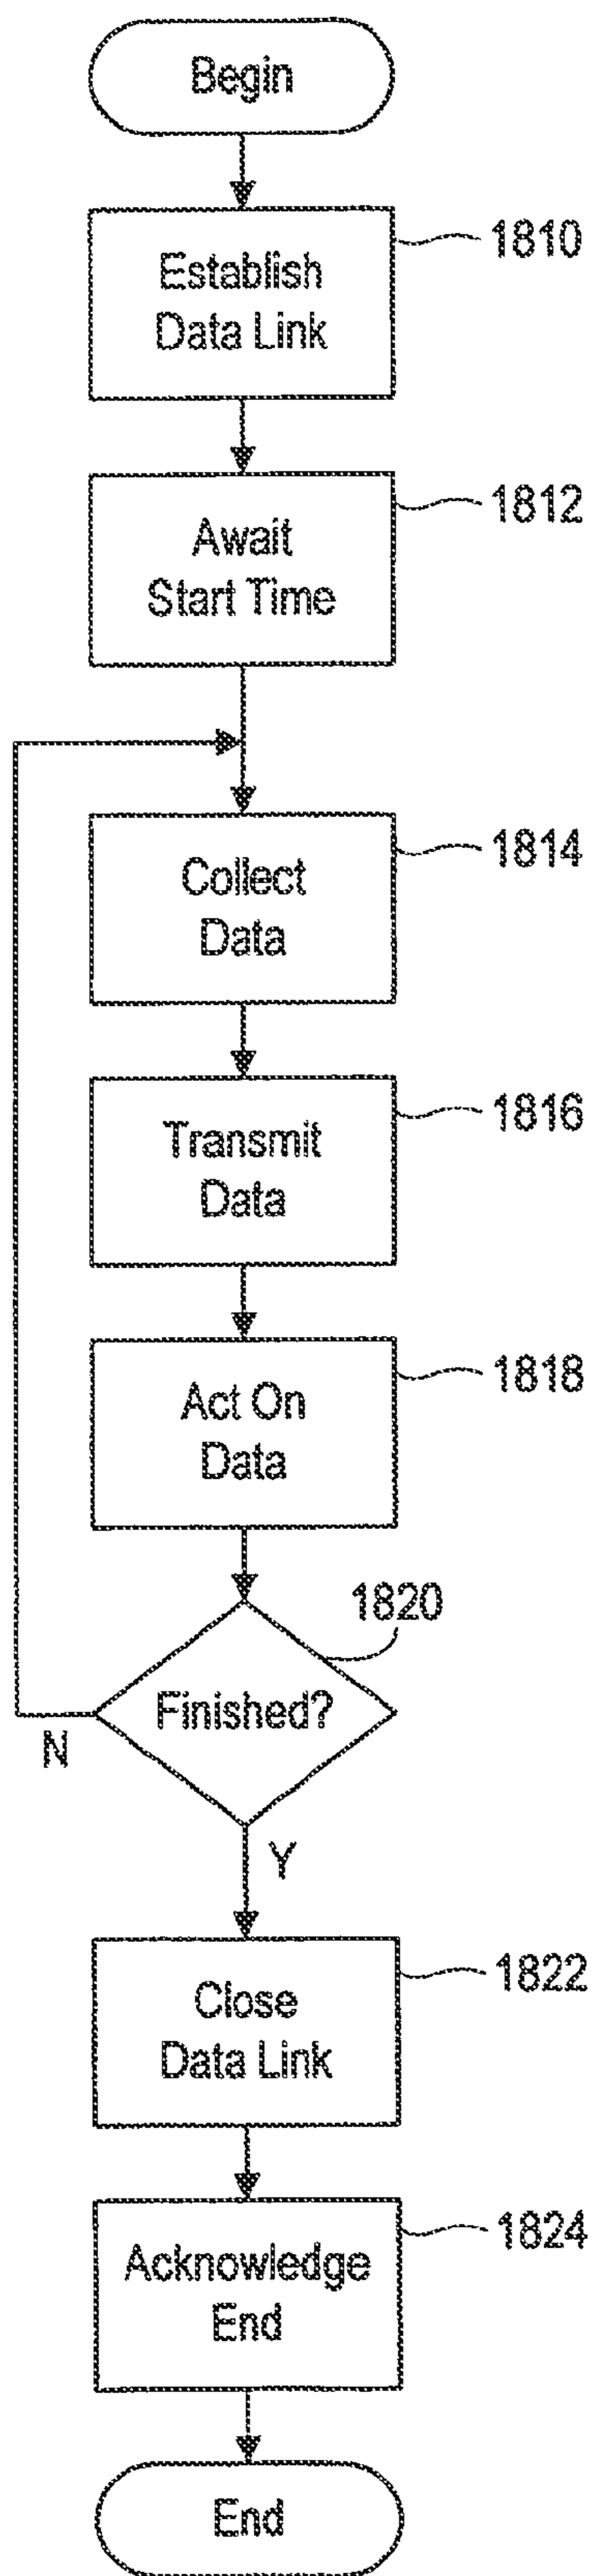 Begin
1810
Establish
Data Link
1812
Await
Start Time
1814
Collect
Data
1816
Transmit
Data
1818
Act On
Data
1820
Finished?
N
Y
1822
Close
Data Link
1824
Acknowledge
End
End